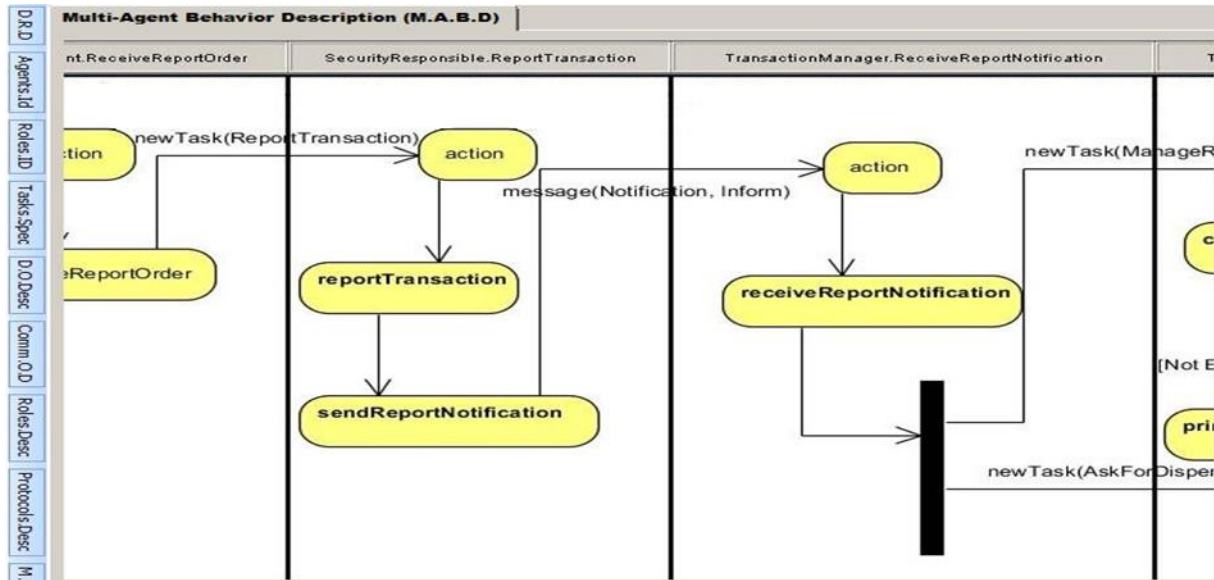 Multi-Agent Behavior Description (M.A.B.D)
D.R.D
Agents.Id
Roles.ID
Tasks.Spec
D.O.Desc
Comm.O.D
Roles.Desc
Protocols.Desc
M.
nt.ReceiveReportOrder
SecurityResponsible.ReportTransaction
TransactionManager.ReceiveReportNotification
T
newTask(ReportTransaction)
ction
action
action
newTask(ManageR
message(Notification, Inform)
eReportOrder
reportTransaction
receiveReportNotification
c
[Not E
sendReportNotification
prin
newTask(AskForDisper